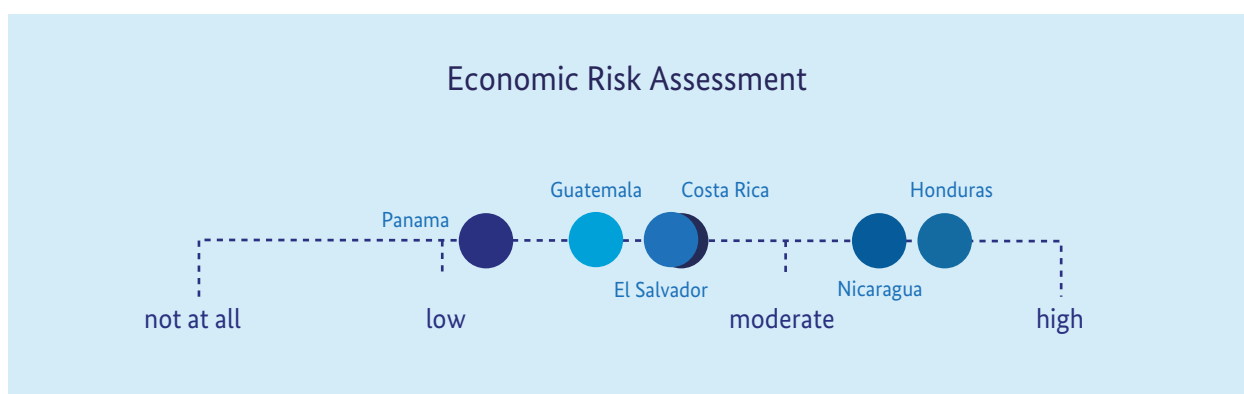 Economic Risk Assessment
Guatemala
Costa Rica
Honduras
Panama
El Salvador
Nicaragua
not at all
low
moderate
high